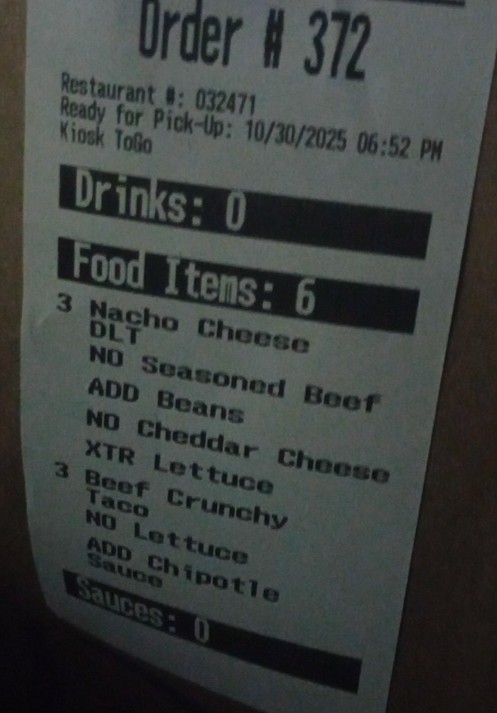 Order # 372
Restaurant #: 032471
Ready for Pick-Up: 10/30/2025 06:52 PM
Kiosk ToGo
Drinks: 0
Food Items: 6
3 Nacho Cheese
DLT
NO Seasoned Beef
ADD Beans
NO Cheddar Cheese
XTR Lettuce
3 Beef Crunchy
Taco
NO Lettuce
ADD Chipotle
Sauce
Sauces: 0